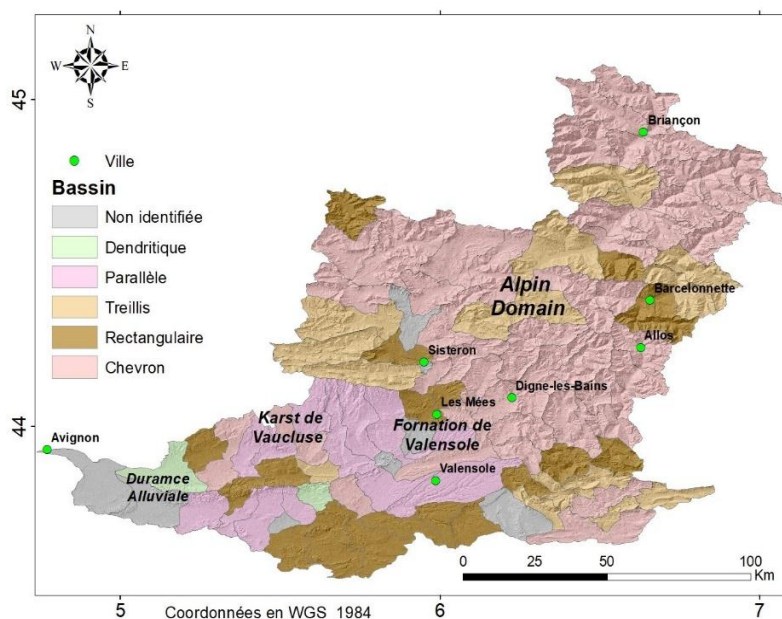 N
W E
S
Ville
Bassin
Non identifiée
Dendritique
Parallèle
Treillis
Rectangulaire
Chevron
Briançon
Alpin
Domain
Barcelonnette
Allos
Sisteron
Digne-les-Bains
Les Mées
Fornation de
Valensole
Karst de
Vaucluse
Valensole
Avignon
Duramce
Alluviale
45
44
0 25 50 100
Km
5 6 7
Coordonnées en WGS 1984